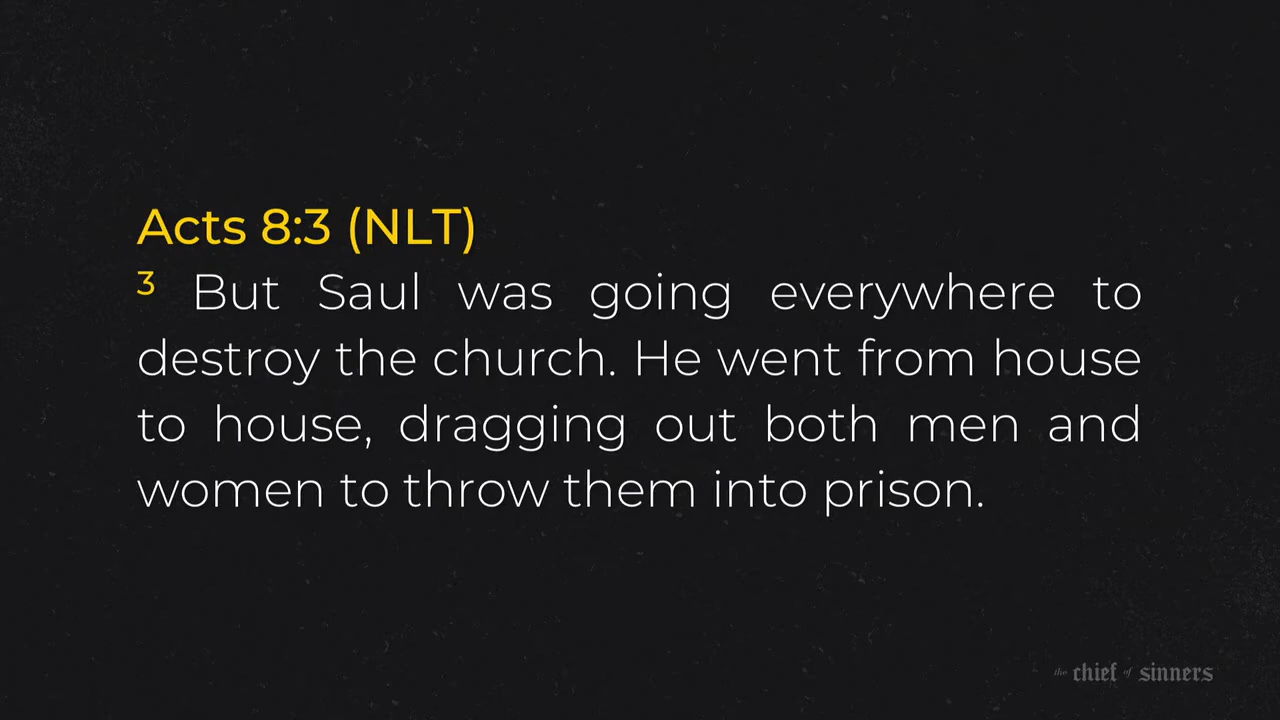 Acts 8:3 (NLT)
3 But Saul was going everywhere to
destroy the church. He went from house
to house, dragging out both men and
women to throw them into prison.
the chief of sinners